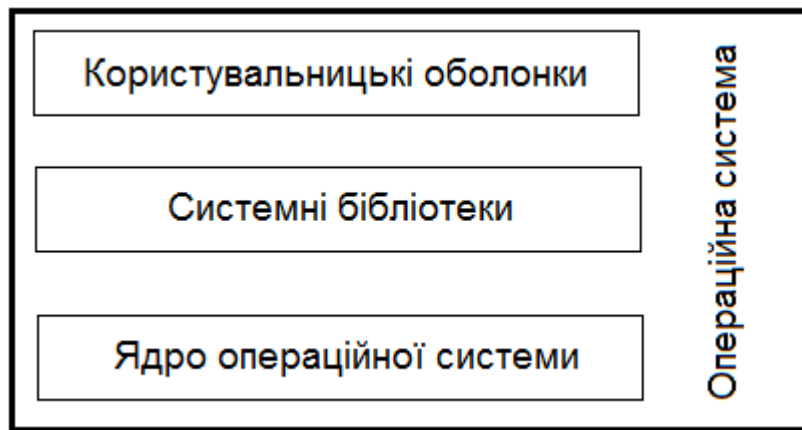 Користувальницькі оболонки
Системні бібліотеки
Ядро операційної системи
Операційна система